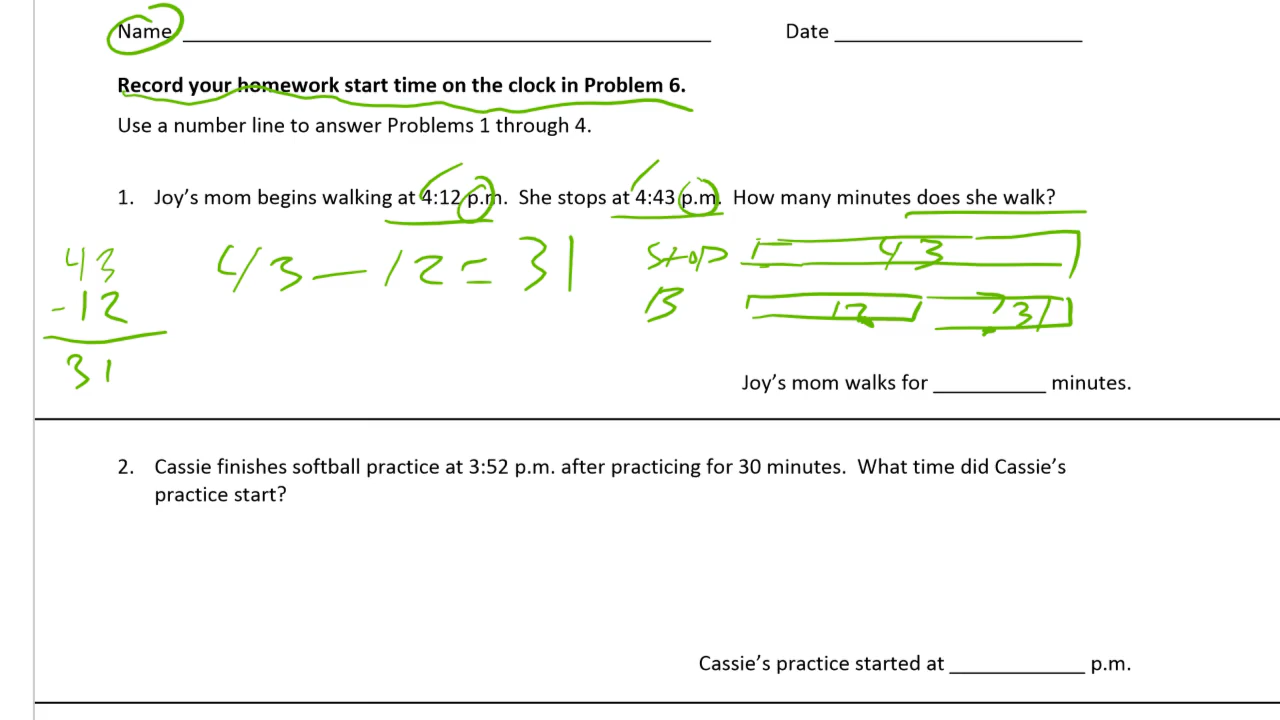 Name ________ Date ________
Record your homework start time on the clock in Problem 6.
Use a number line to answer Problems 1 through 4.
1. Joy's mom begins walking at 4:12 p.m. She stops at 4:43 p.m. How many minutes does she walk?
43
-12
31
43 - 12 = 31
Stop 43
B 12 ? 31
Joy's mom walks for ________ minutes.
2. Cassie finishes softball practice at 3:52 p.m. after practicing for 30 minutes. What time did Cassie's
practice start?
Cassie's practice started at ________ p.m.